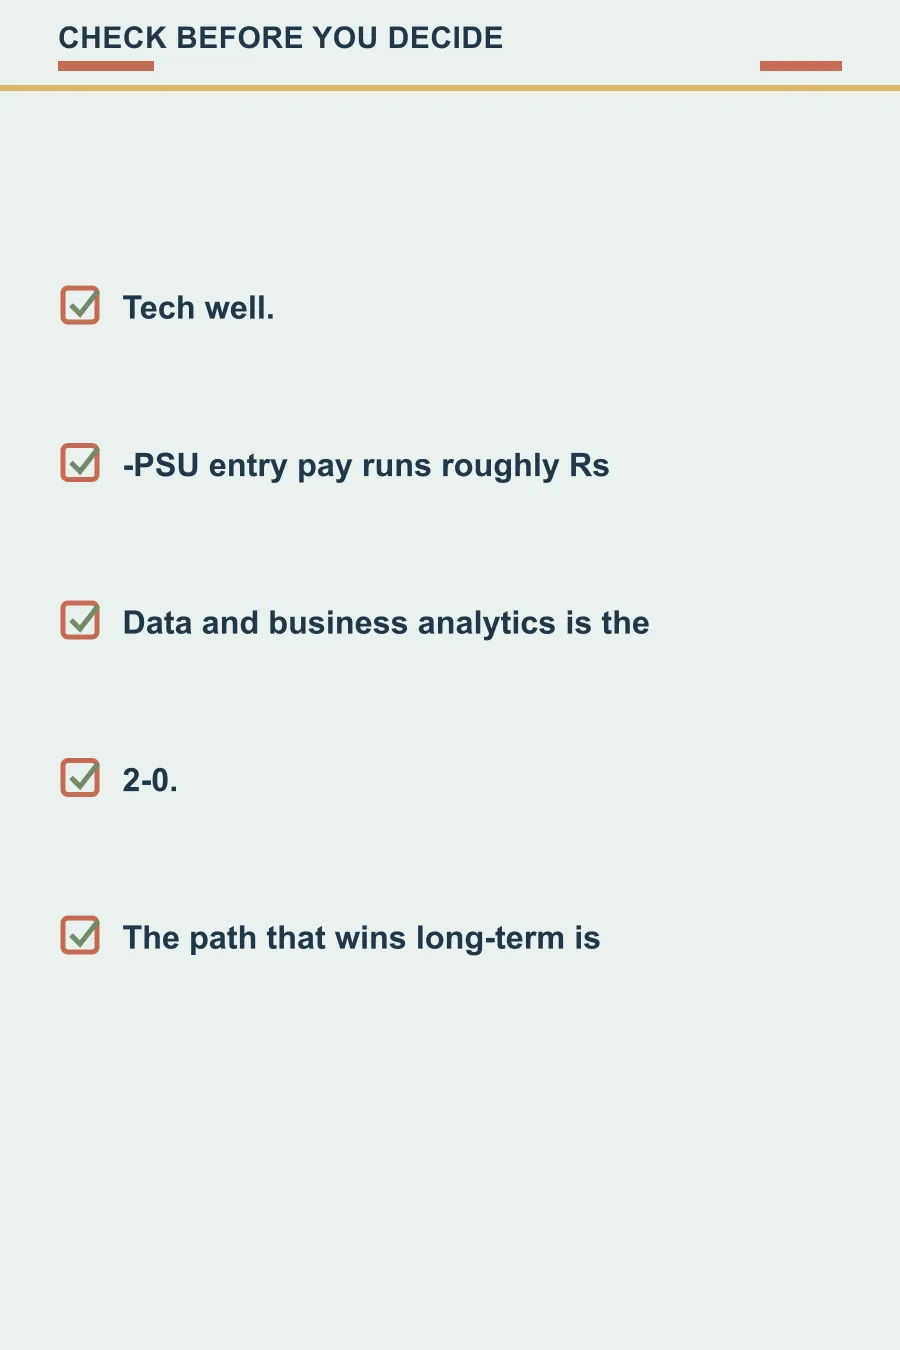 CHECK BEFORE YOU DECIDE
Tech well.
-PSU entry pay runs roughly Rs
Data and business analytics is the
2-0.
The path that wins long-term is